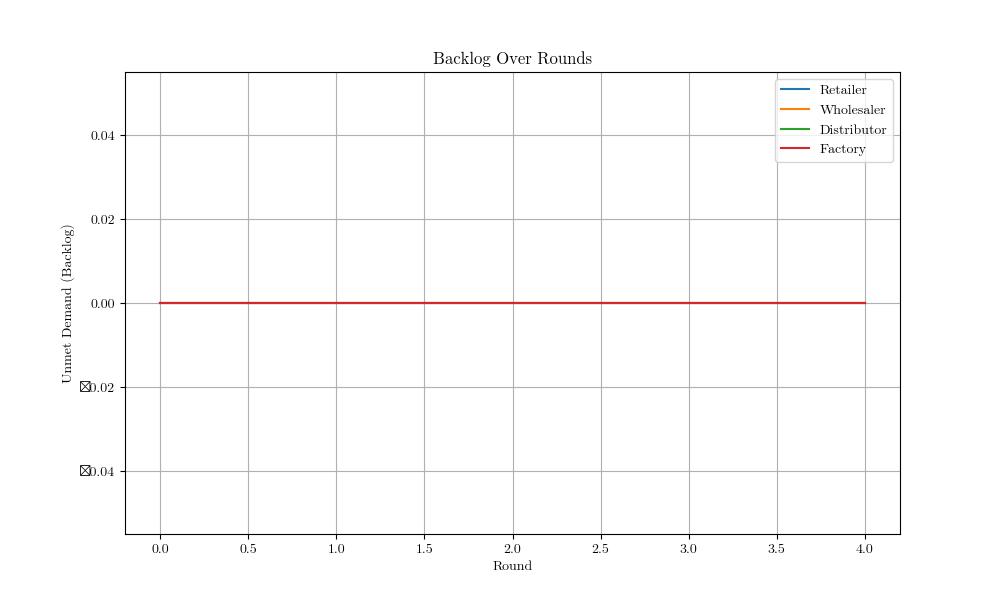 Backlog Over Rounds
Retailer
Wholesaler
Distributor
Factory
Unmet Demand (Backlog)
0.04
0.02
0.00
☒0.02
☒0.04
0.0 0.5 1.0 1.5 2.0 2.5 3.0 3.5 4.0
Round